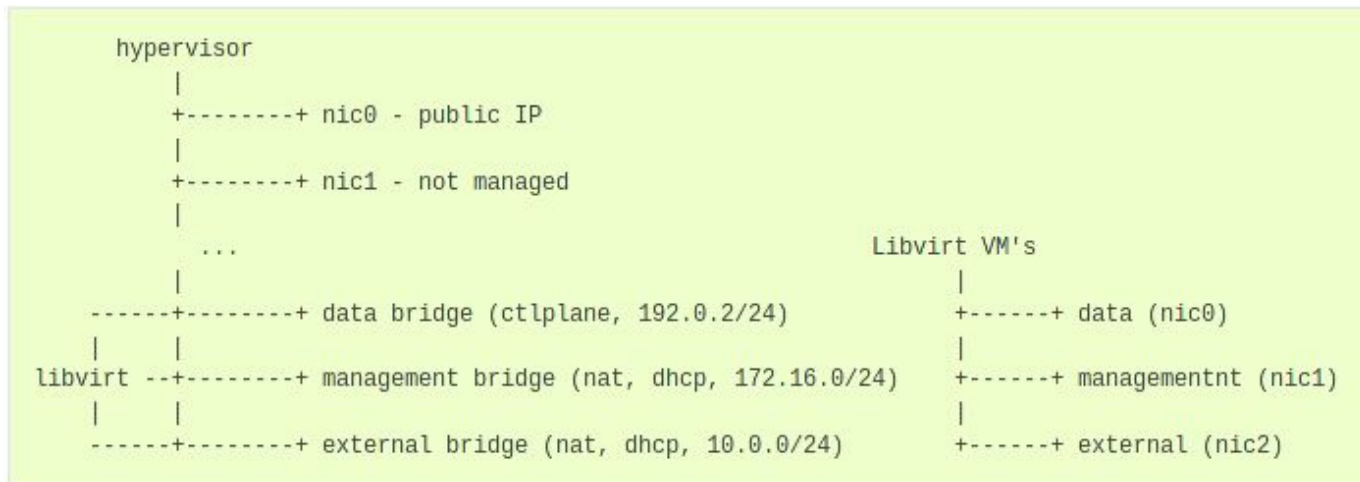 hypervisor
|
+--------+ nic0 - public IP
|
+--------+ nic1 - not managed
|
... Libvirt VM's
| |
------+--------+ data bridge (ctlplane, 192.0.2/24) +------+ data (nic0)
| | |
libvirt --+--------+ management bridge (nat, dhcp, 172.16.0/24) +------+ managementnt (nic1)
| | |
------+--------+ external bridge (nat, dhcp, 10.0.0/24) +------+ external (nic2)